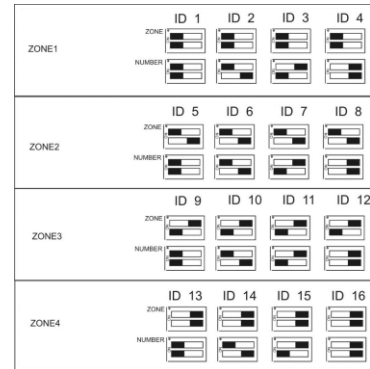 ID 1 ID 2 ID 3 ID 4
ZONE
ZONE1
NUMBER
ID 5 ID 6 ID 7 ID 8
ZONE
ZONE2
NUMBER
ID 9 ID 10 ID 11 ID 12
ZONE
ZONE3
NUMBER
ID 13 ID 14 ID 15 ID 16
ZONE
ZONE4
NUMBER